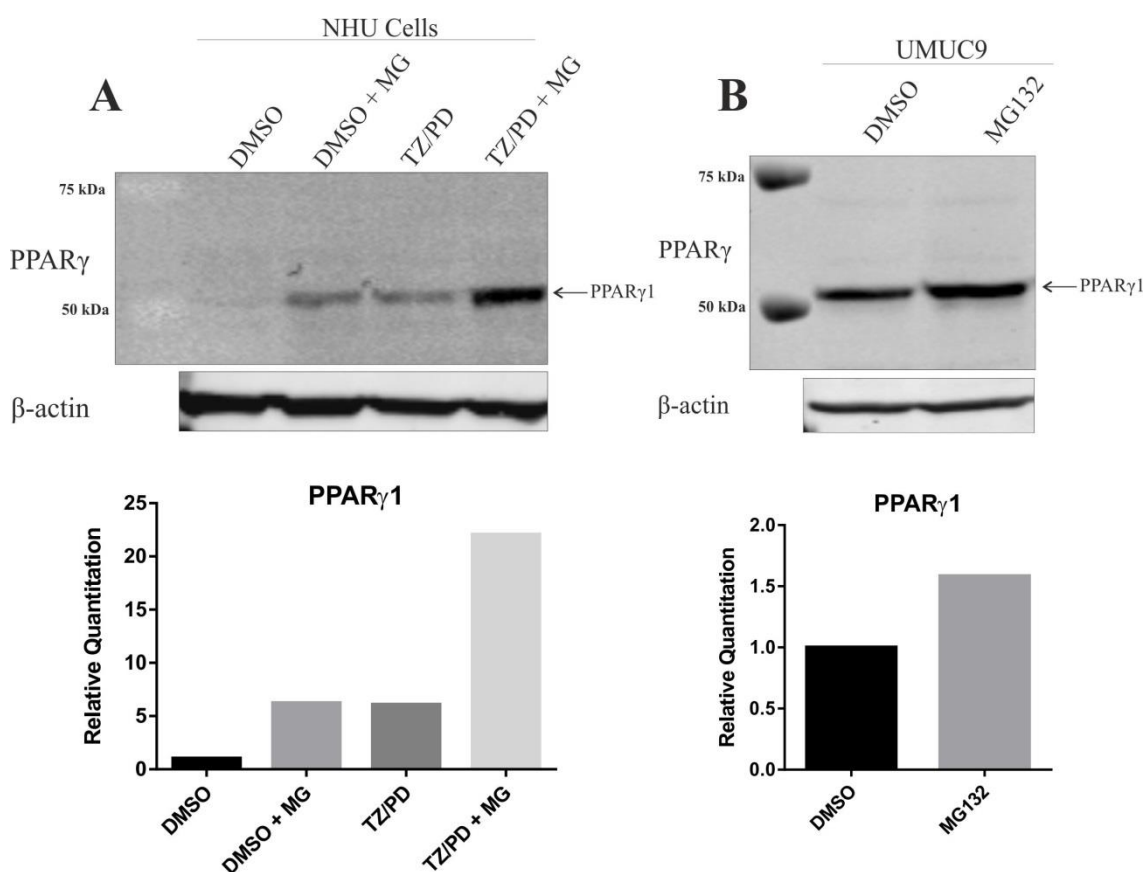 NHU Cells
A
DMSO
DMSO + MG
TZ/PD
TZ/PD + MG
75 kDa
PPARγ
50 kDa
PPARγ1
β-actin
PPARγ1
Relative Quantitation
25
20
15
10
5
0
DMSO
DMSO + MG
TZ/PD
TZ/PD + MG
UMUC9
B
DMSO
MG132
75 kDa
PPARγ
50 kDa
PPARγ1
β-actin
PPARγ1
Relative Quantitation
2.0
1.5
1.0
0.5
0.0
DMSO
MG132